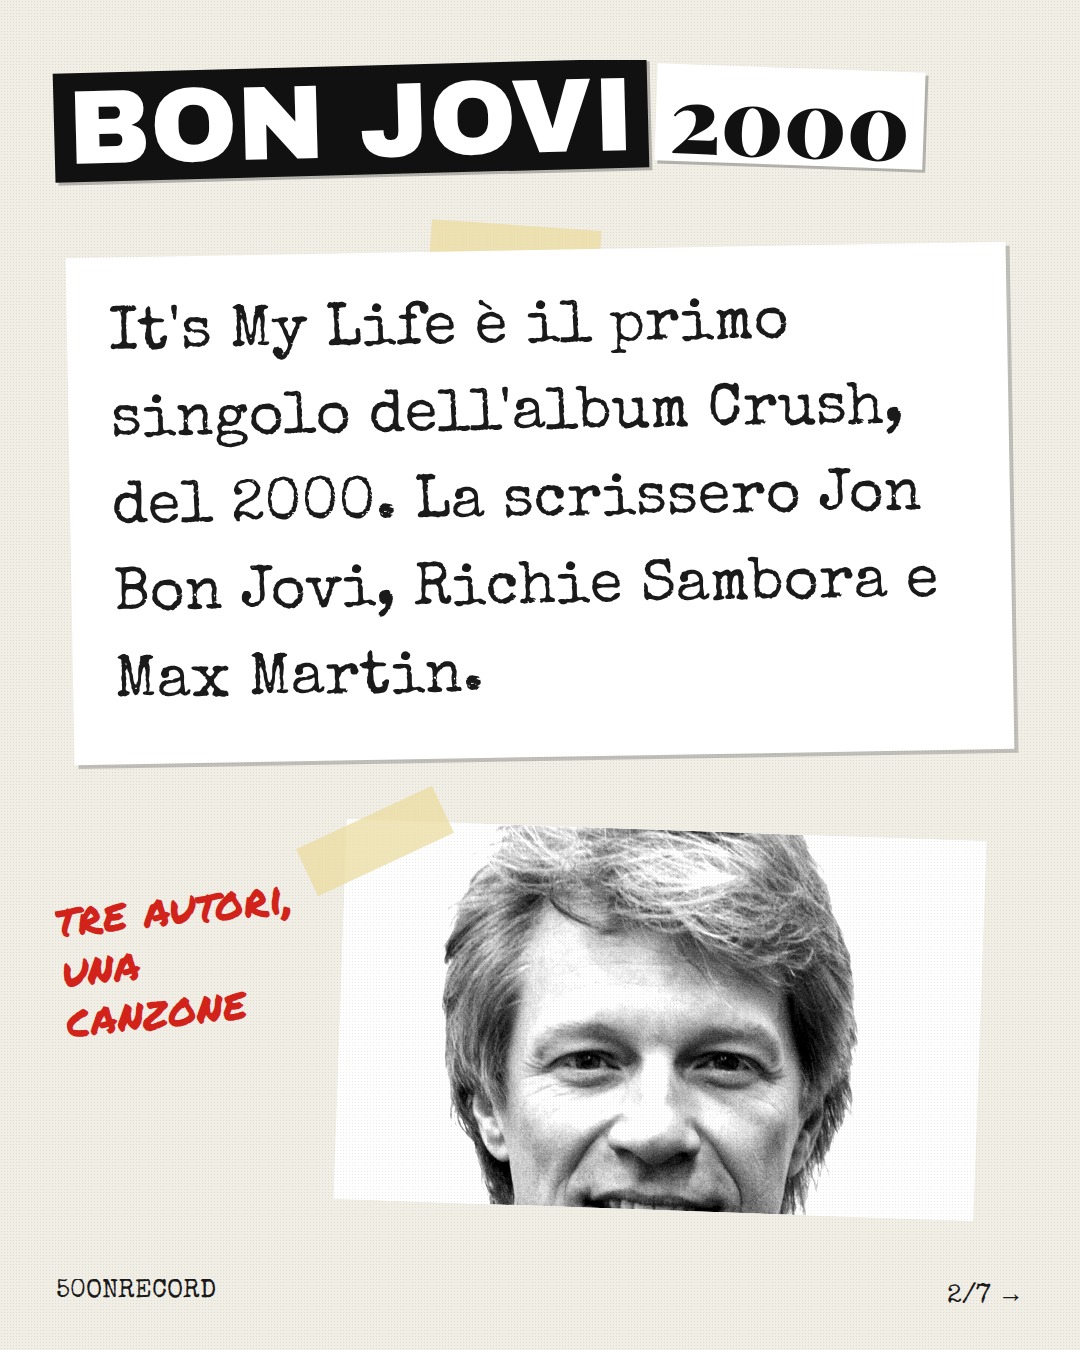 BON JOVI 2000
It's My Life è il primo
singolo dell'album Crush,
del 2000. La scrissero Jon
Bon Jovi, Richie Sambora e
Max Martin.
TRE AUTORI,
UNA
CANZONE
50ONRECORD
2/7 →